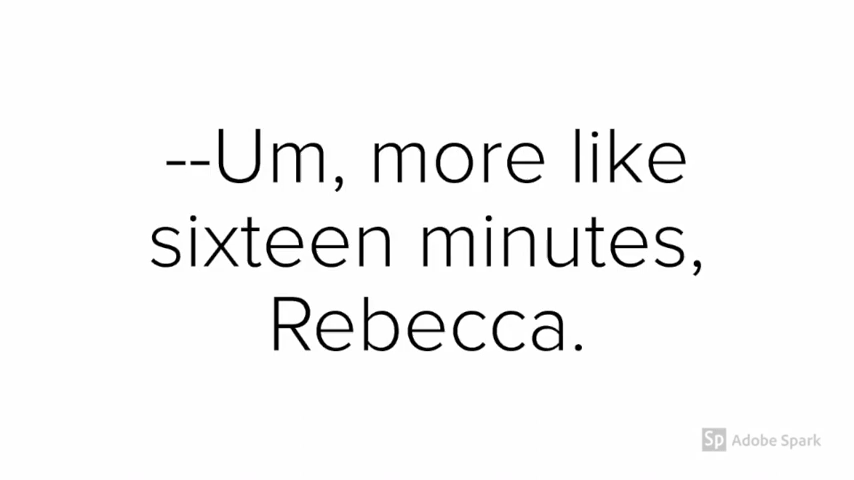 --Um, more like
sixteen minutes,
Rebecca.
Sp Adobe Spark